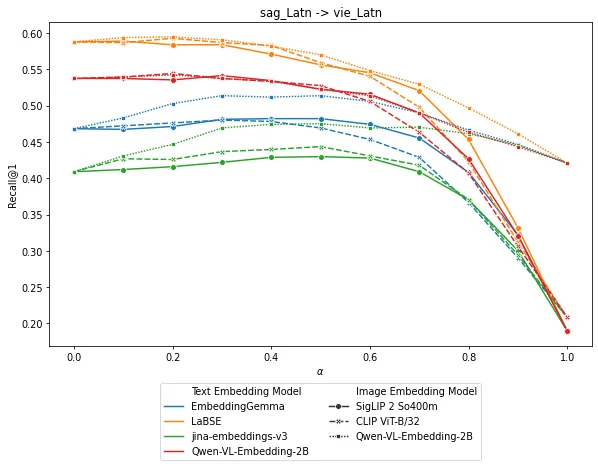 sag_Latn -> vie_Latn
Recall@1
0.60
0.55
0.50
0.45
0.40
0.35
0.30
0.25
0.20
0.0
0.2
0.4
0.6
0.8
1.0
α
Text Embedding Model
EmbeddingGemma
LaBSE
jina-embeddings-v3
Qwen-VL-Embedding-2B
Image Embedding Model
SigLIP 2 So400m
CLIP ViT-B/32
Qwen-VL-Embedding-2B